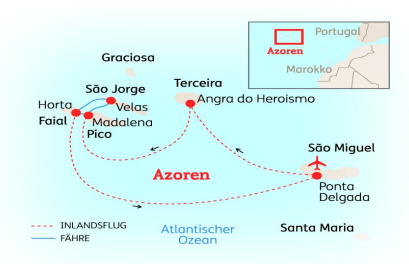 Portugal
Azoren
Marokko
Graciosa
São Jorge
Terceira
Horta
Velas
Angra do Heroísmo
Faial
Madalena
Pico
São Miguel
Azoren
Ponta
Delgada
INLANDSFLUG
FÄHRE
Atlantischer
Ozean
Santa Maria